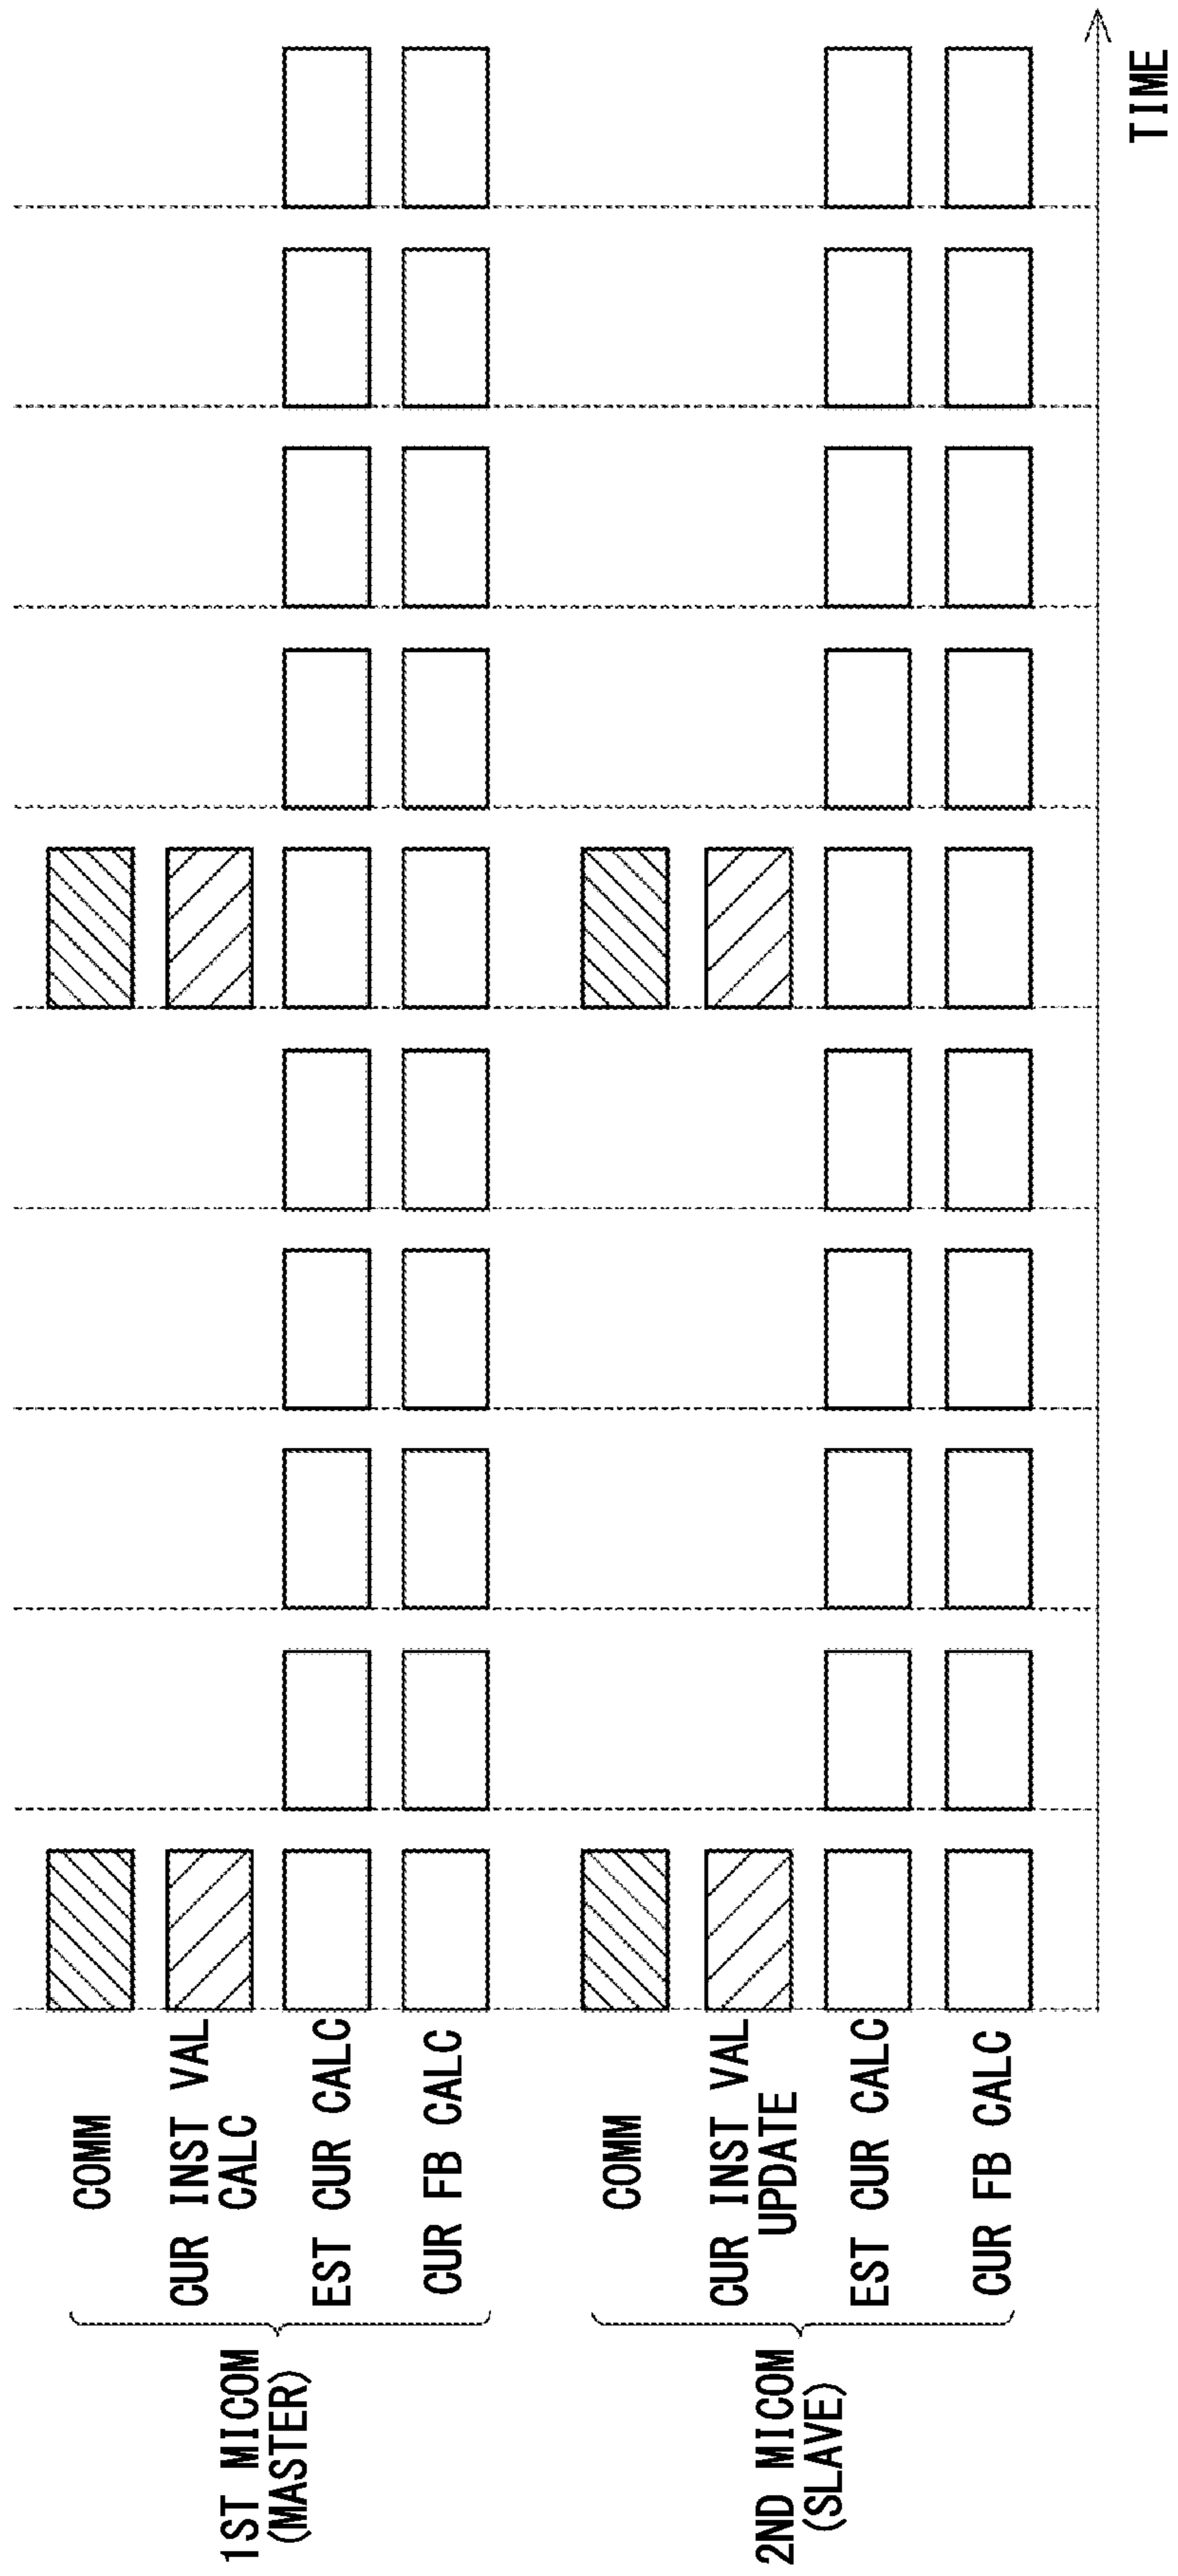 1ST MICOM
(MASTER)
COMM
CUR INST VAL
CALC
EST CUR CALC
CUR FB CALC
2ND MICOM
(SLAVE)
COMM
CUR INST VAL
UPDATE
EST CUR CALC
CUR FB CALC
TIME